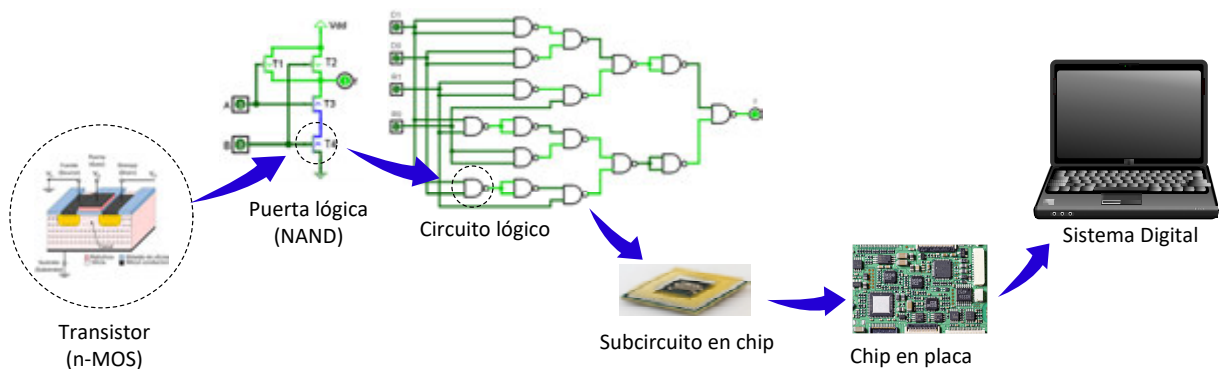 Vdd
T1
T2
A
T3
B
T4
D1
D0
R1
R0
Puerta lógica
(NAND)
Circuito lógico
Transistor
(n-MOS)
Subcircuito en chip
Chip en placa
Sistema Digital